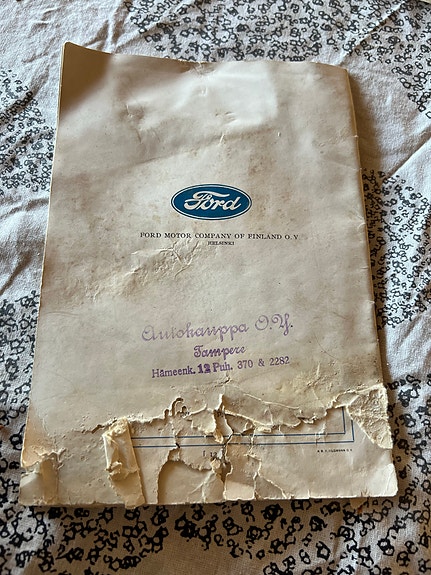 Ford
FORD MOTOR COMPANY OF FINLAND O. Y
HELSINKI
Autokauppa O.Y.
Tampere
Hämeenk. 12 Puh. 370 & 2282